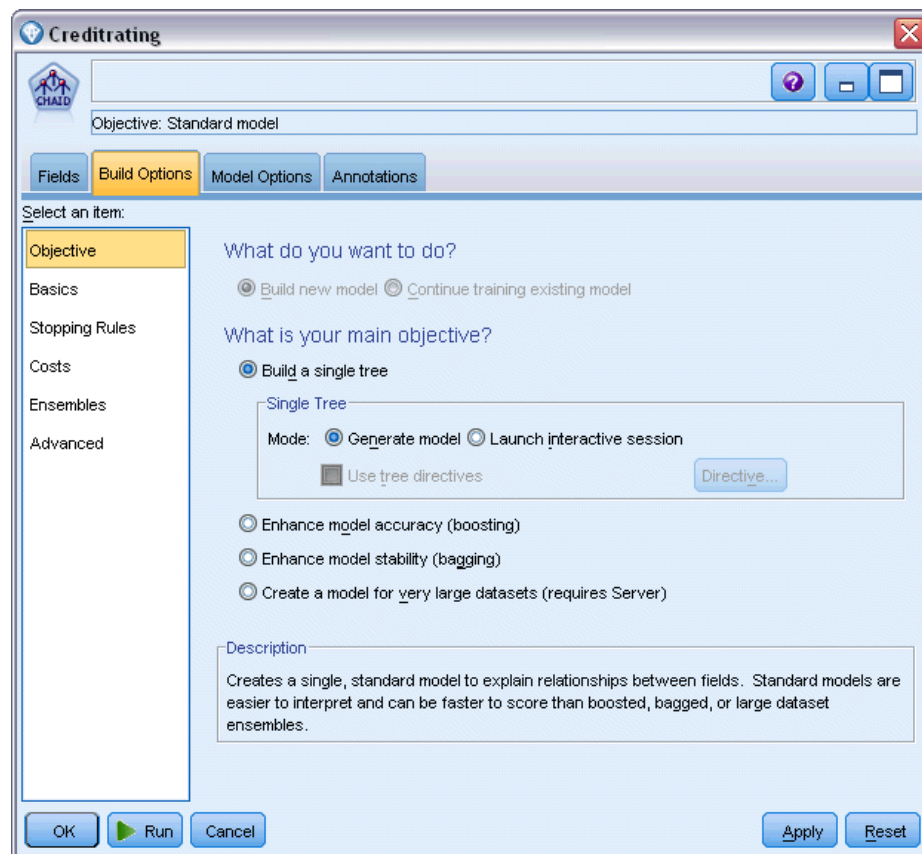 Creditrating
CHAID
?
Objective: Standard model
Fields Build Options Model Options Annotations
Select an item:
Objective
Basics
Stopping Rules
Costs
Ensembles
Advanced
What do you want to do?
Build new model Continue training existing model
What is your main objective?
Build a single tree
Single Tree
Mode: Generate model Launch interactive session
Use tree directives Directive...
Enhance model accuracy (boosting)
Enhance model stability (bagging)
Create a model for very large datasets (requires Server)
Description
Creates a single, standard model to explain relationships between fields. Standard models are
easier to interpret and can be faster to score than boosted, bagged, or large dataset
ensembles.
OK Run Cancel Apply Reset